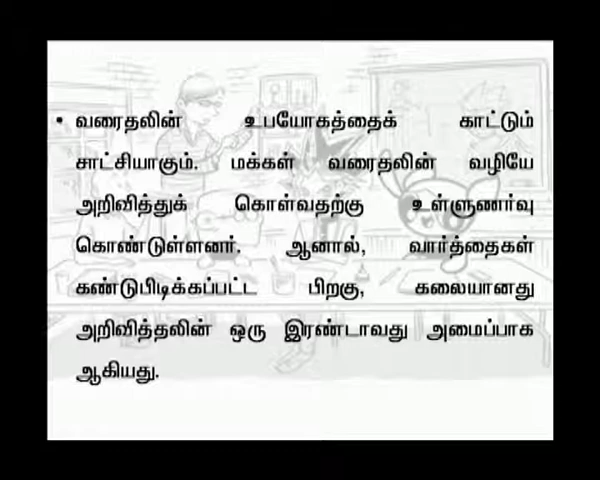 • வரைதலின் உபயோகத்தைக் காட்டும்
சாட்சியாகும். மக்கள் வரைதலின் வழியே
அறிவித்துக் கொள்வதற்கு உள்ளுணர்வு
கொண்டுள்ளனர். ஆனால், வார்த்தைகள்
கண்டுபிடிக்கப்பட்ட பிறகு, கலையானது
அறிவித்தலின் ஒரு இரண்டாவது அமைப்பாக
ஆகியது.